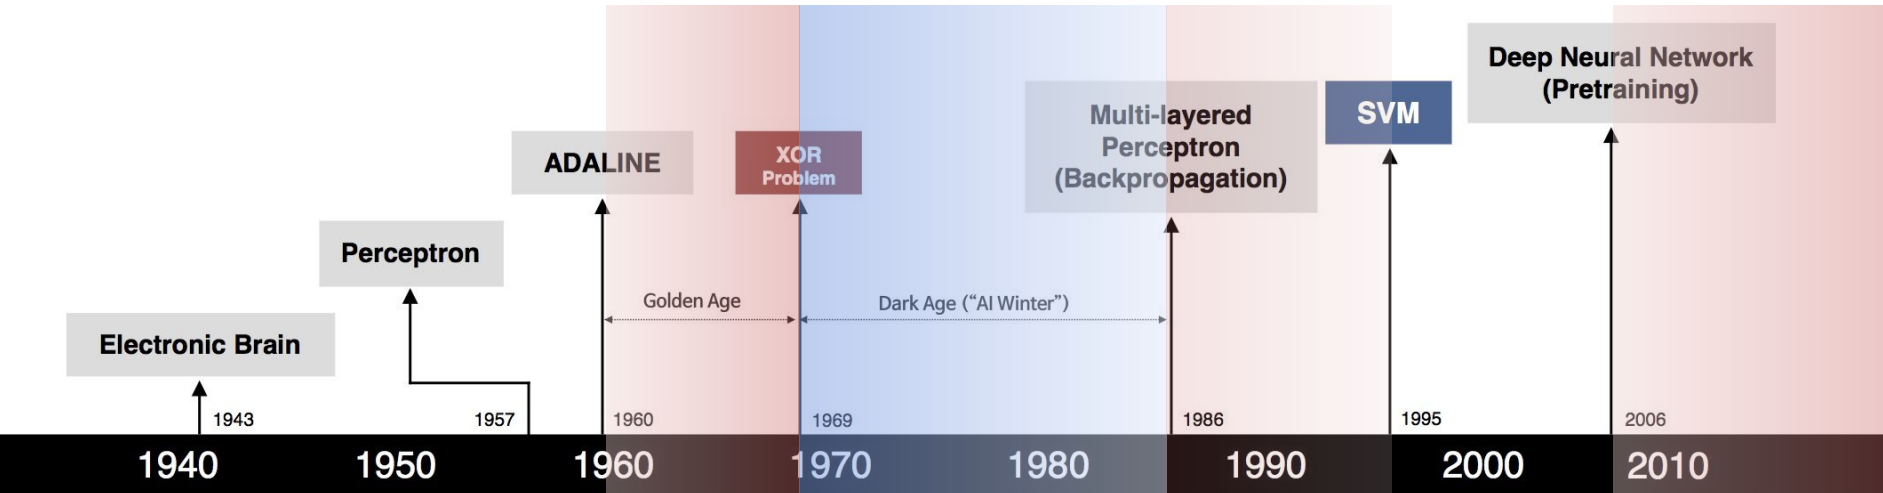 Deep Neural Network
(Pretraining)
Multi-layered
Perceptron
(Backpropagation)
SVM
ADALINE
XOR
Problem
Perceptron
Golden Age
Dark Age (“AI Winter”)
Electronic Brain
1943
1957
1960
1969
1986
1995
2006
1940
1950
1960
1970
1980
1990
2000
2010